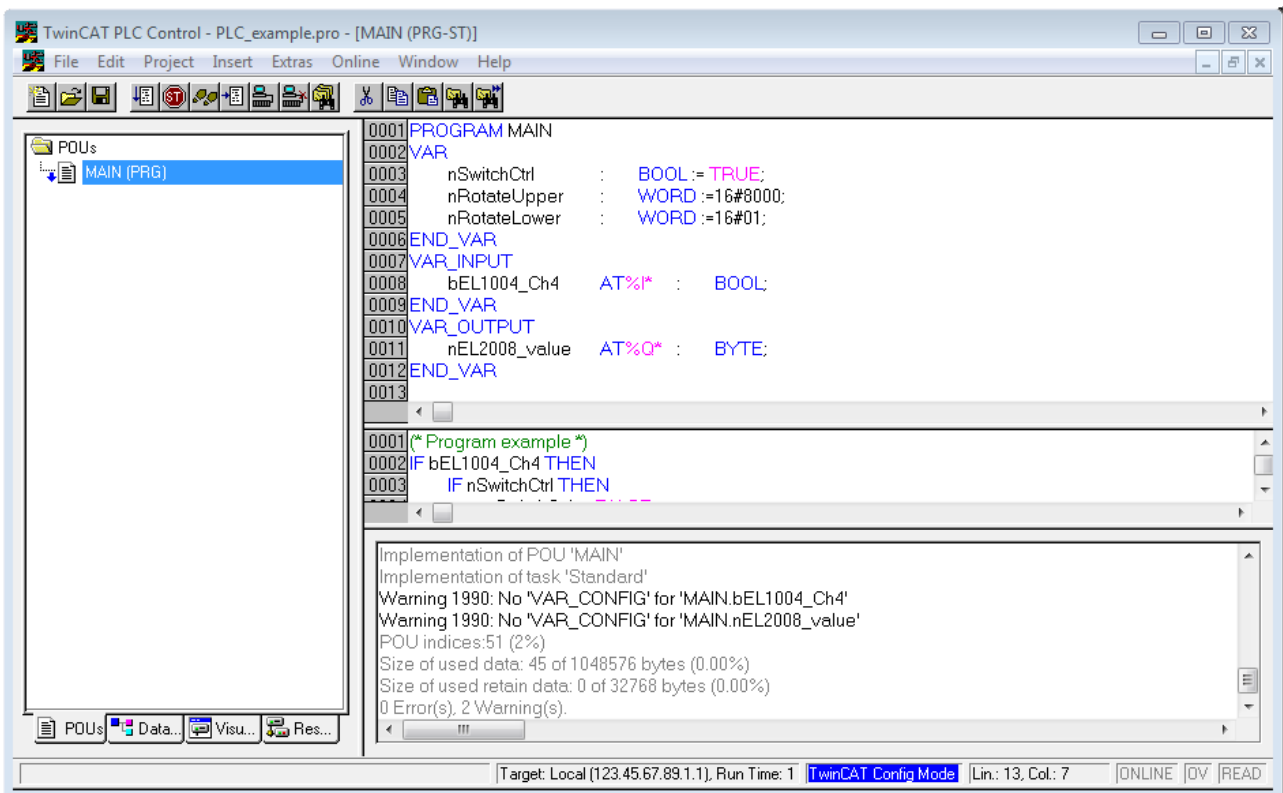 TwinCAT PLC Control - PLC_example.pro - [MAIN (PRG-ST)]
File Edit Project Insert Extras Online Window Help
POUs
MAIN (PRG)
0001 PROGRAM MAIN
0002 VAR
0003 nSwitchCtrl : BOOL := TRUE;
0004 nRotateUpper : WORD :=16#8000;
0005 nRotateLower : WORD :=16#01;
0006 END_VAR
0007 VAR_INPUT
0008 bEL1004_Ch4 AT%I* : BOOL;
0009 END_VAR
0010 VAR_OUTPUT
0011 nEL2008_value AT%Q* : BYTE;
0012 END_VAR
0013
0001 (* Program example *)
0002 IF bEL1004_Ch4 THEN
0003 IF nSwitchCtrl THEN
Implementation of POU 'MAIN'
Implementation of task 'Standard'
Warning 1990: No 'VAR_CONFIG' for 'MAIN.bEL1004_Ch4'
Warning 1990: No 'VAR_CONFIG' for 'MAIN.nEL2008_value'
POU indices:51 (2%)
Size of used data: 45 of 1048576 bytes (0.00%)
Size of used retain data: 0 of 32768 bytes (0.00%)
0 Error(s), 2 Warning(s).
POUs Data... Visu... Res...
Target: Local (123.45.67.89.1.1), Run Time: 1 TwinCAT Config Mode Lin.: 13, Col.: 7 ONLINE OV READ